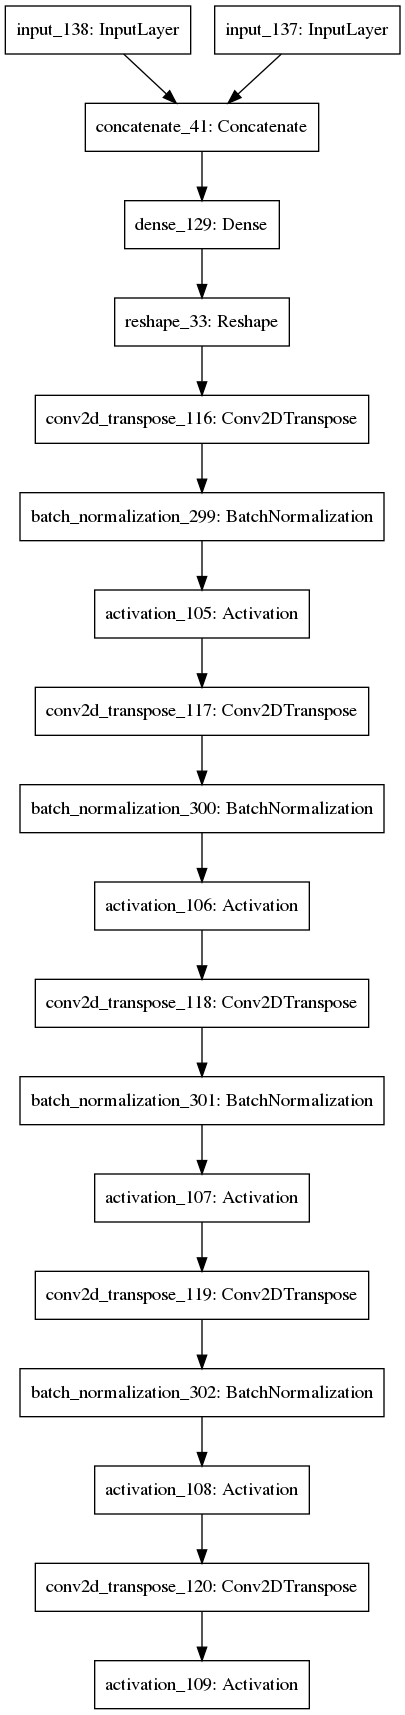 input_138: InputLayer
input_137: InputLayer
concatenate_41: Concatenate
dense_129: Dense
reshape_33: Reshape
conv2d_transpose_116: Conv2DTranspose
batch_normalization_299: BatchNormalization
activation_105: Activation
conv2d_transpose_117: Conv2DTranspose
batch_normalization_300: BatchNormalization
activation_106: Activation
conv2d_transpose_118: Conv2DTranspose
batch_normalization_301: BatchNormalization
activation_107: Activation
conv2d_transpose_119: Conv2DTranspose
batch_normalization_302: BatchNormalization
activation_108: Activation
conv2d_transpose_120: Conv2DTranspose
activation_109: Activation